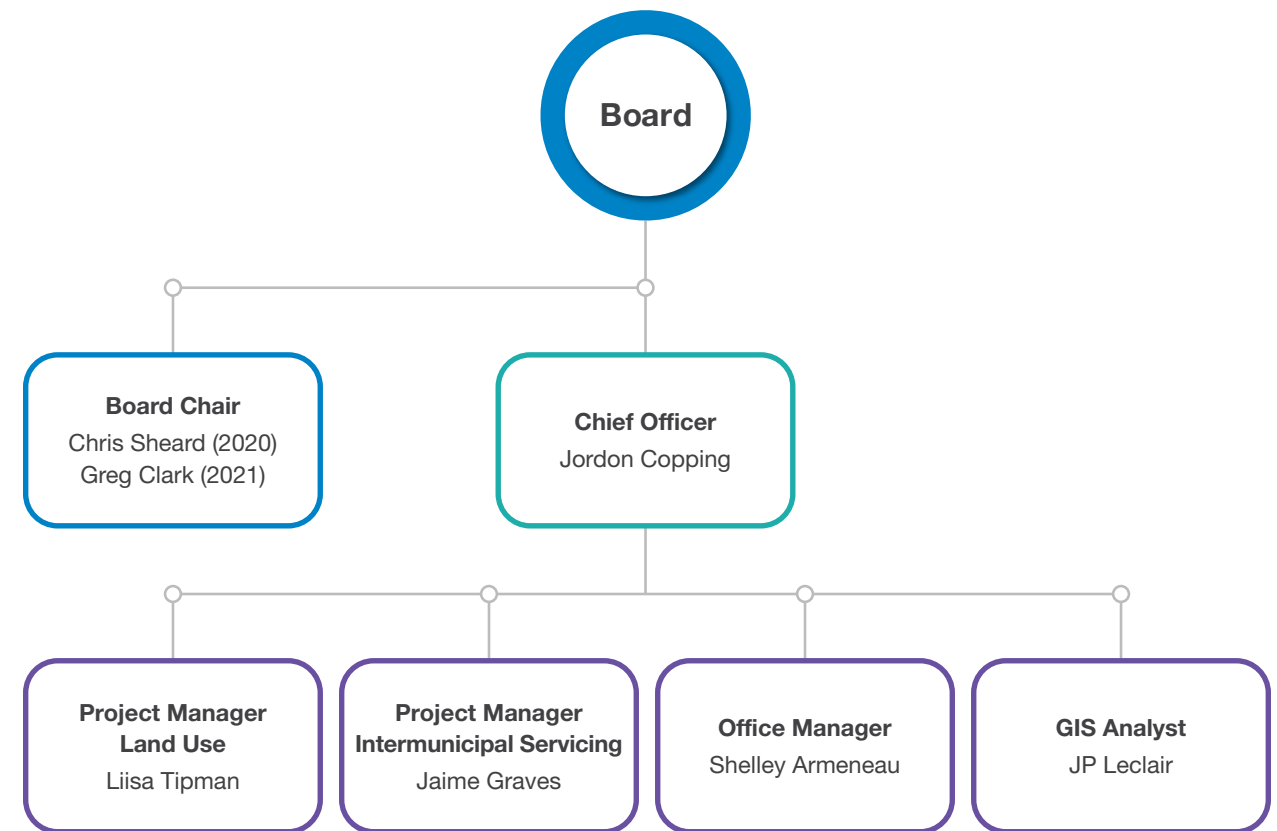 Board
Board Chair
Chris Sheard (2020)
Greg Clark (2021)
Chief Officer
Jordon Copping
Project Manager
Land Use
Liisa Tipman
Project Manager
Intermunicipal Servicing
Jaime Graves
Office Manager
Shelley Armeneau
GIS Analyst
JP Leclair